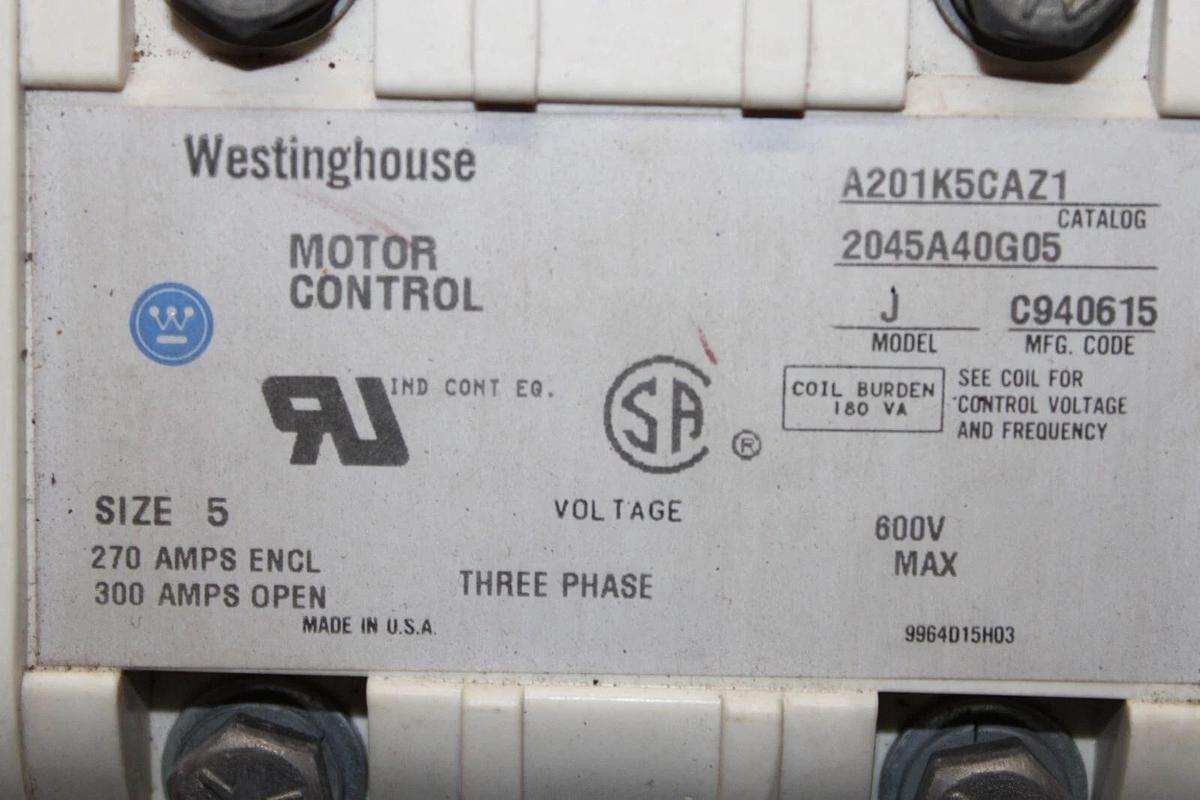 Westinghouse
MOTOR
CONTROL
A201K5CAZ1
CATALOG
2045A40G05
J C940615
MODEL MFG. CODE
IND CONT EQ.
SA
®
COIL BURDEN
180 VA
SEE COIL FOR
CONTROL VOLTAGE
AND FREQUENCY
SIZE 5
270 AMPS ENCL
300 AMPS OPEN
MADE IN U.S.A.
VOLTAGE
THREE PHASE
600V
MAX
9964D15H03